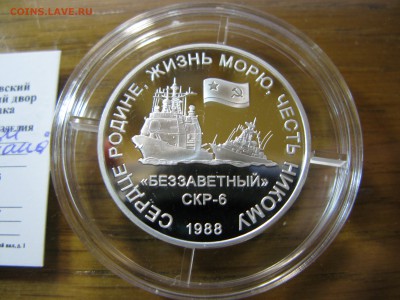 COINS.LAVE.RU
СЕРДЦЕ РОДИНЕ, ЖИЗНЬ МОРЮ, ЧЕСТЬ НИКОМУ
«БЕЗЗАВЕТНЫЙ»
СКР-6
1988
вский
й двор